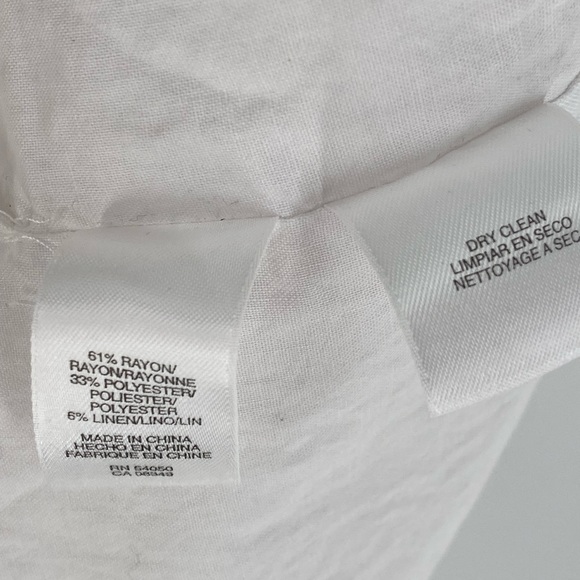 61% RAYON/
RAYON/RAYONNE
33% POLYESTER/
POLIESTER/
POLYESTER
6% LINEN/LINO/LIN
MADE IN CHINA
HECHO EN CHINA
FABRIQUE EN CHINE
RN 54050
CA 08349
DRY CLEAN
LIMPIAR EN SECO
NETTOYAGE A SEC